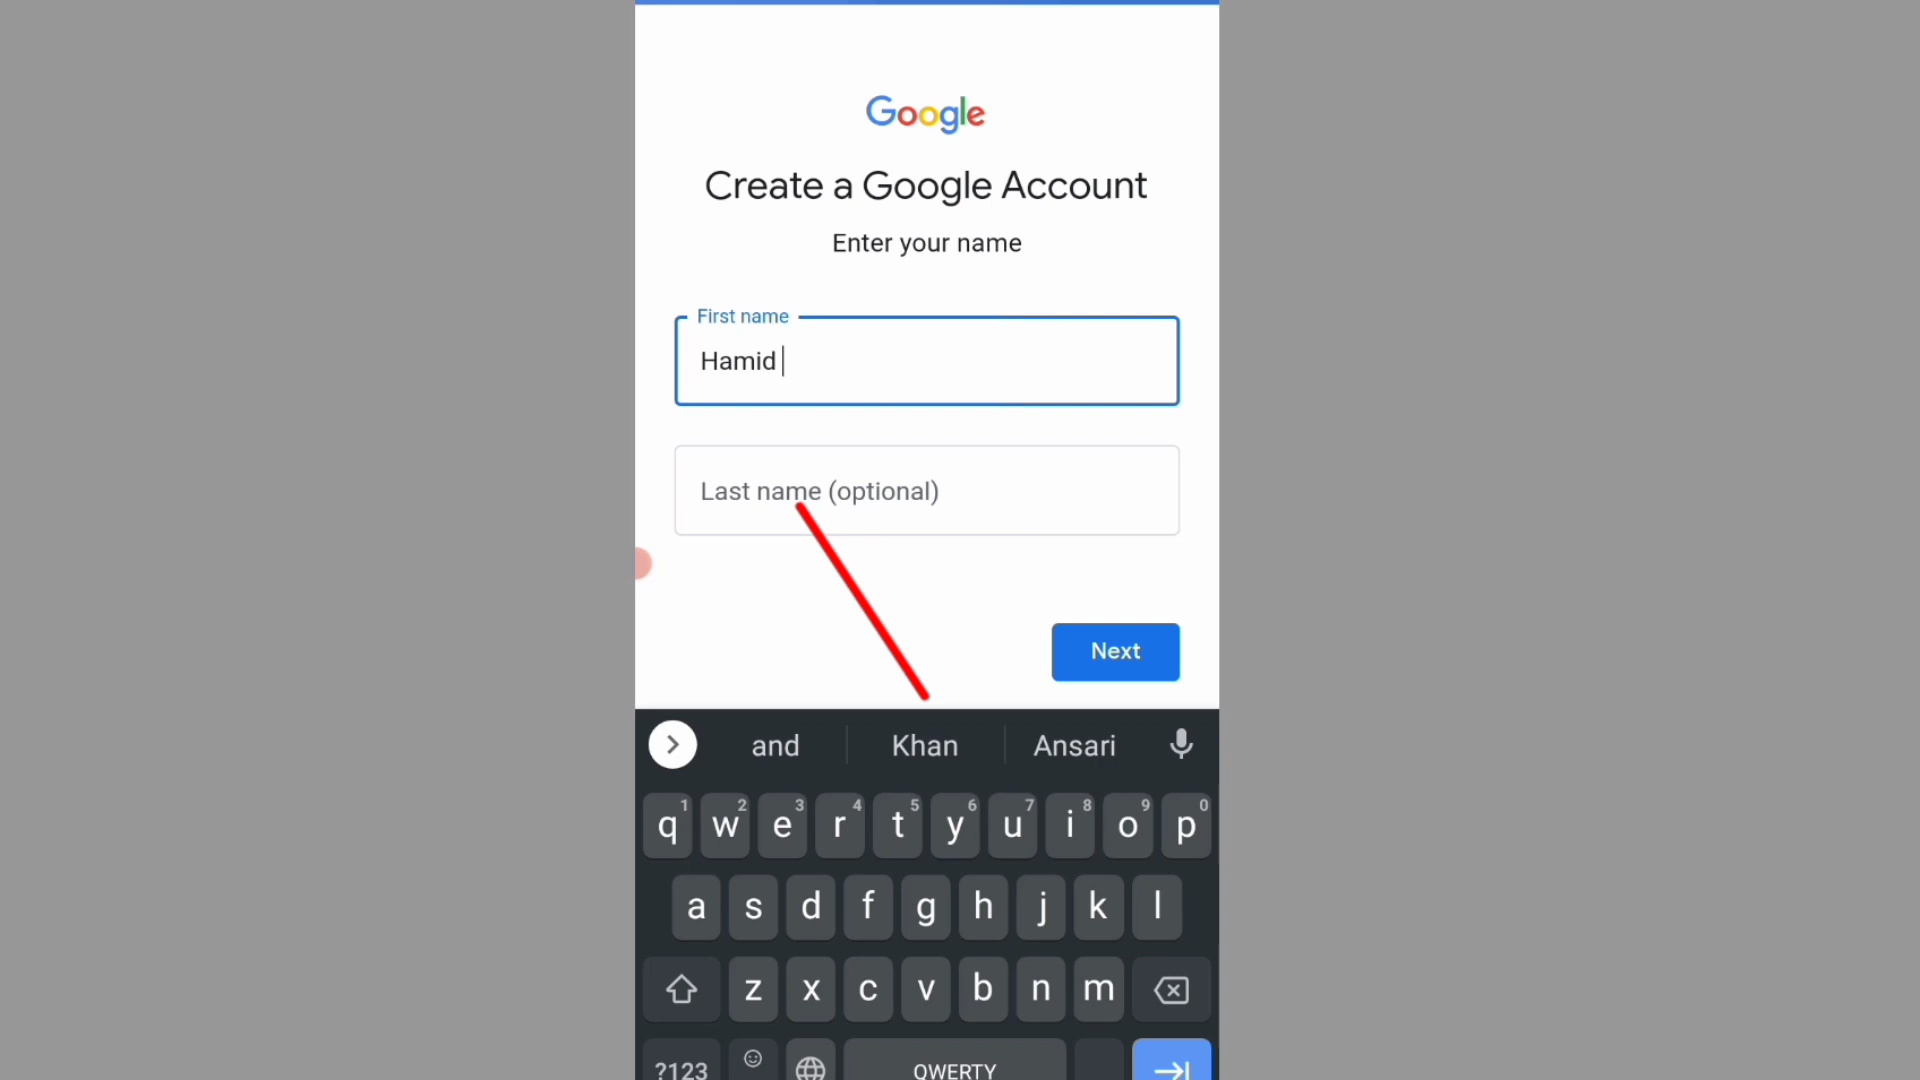 Google
Create a Google Account
Enter your name
First name
Hamid
Last name (optional)
Next
and Khan Ansari
1 2 3 4 5 6 7 8 9 0
q w e r t y u i o p
a s d f g h j k l
z x c v b n m
?123 QWERTY